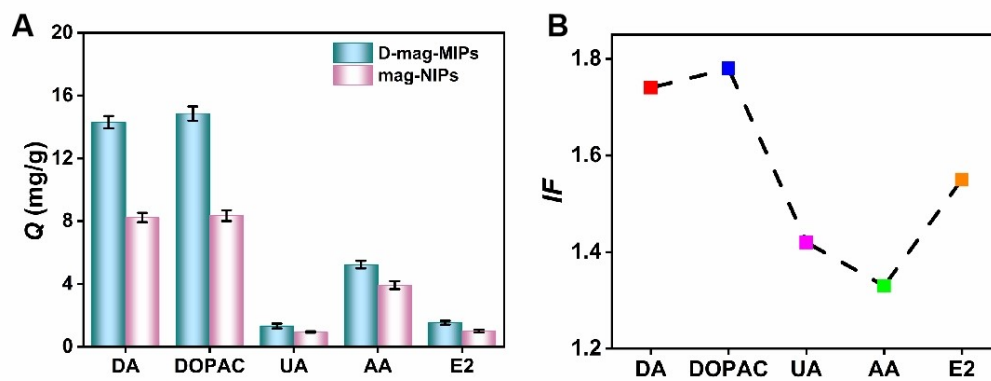 A
Q (mg/g)
20
16
12
8
4
0
D-mag-MIPs
mag-NIPs
DA DOPAC UA AA E2
B
IF
1.8
1.6
1.4
1.2
DA DOPAC UA AA E2